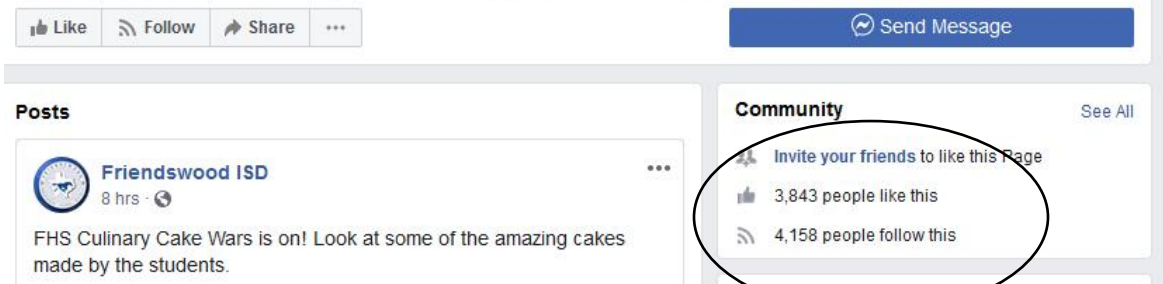 Like Follow Share ...
Send Message
Posts
Friendswood ISD
8 hrs ·
FHS Culinary Cake Wars is on! Look at some of the amazing cakes
made by the students.
Community See All
Invite your friends to like this Page
3,843 people like this
4,158 people follow this